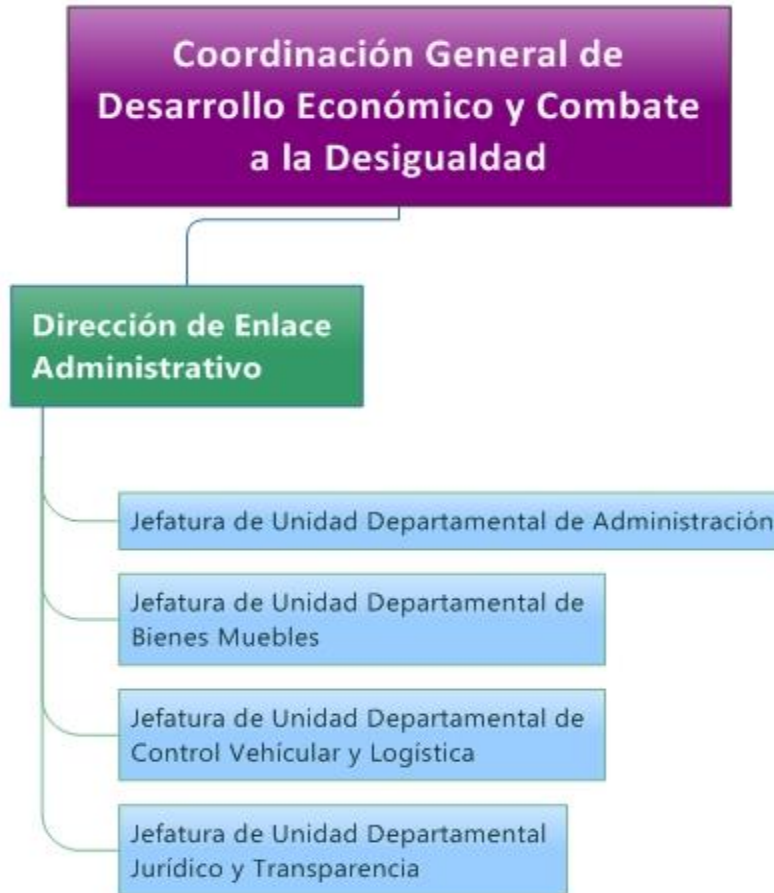 Coordinación General de
Desarrollo Económico y Combate
a la Desigualdad
Dirección de Enlace
Administrativo
Jefatura de Unidad Departamental de Administración
Jefatura de Unidad Departamental de
Bienes Muebles
Jefatura de Unidad Departamental de
Control Vehícular y Logística
Jefatura de Unidad Departamental
Jurídico y Transparencia